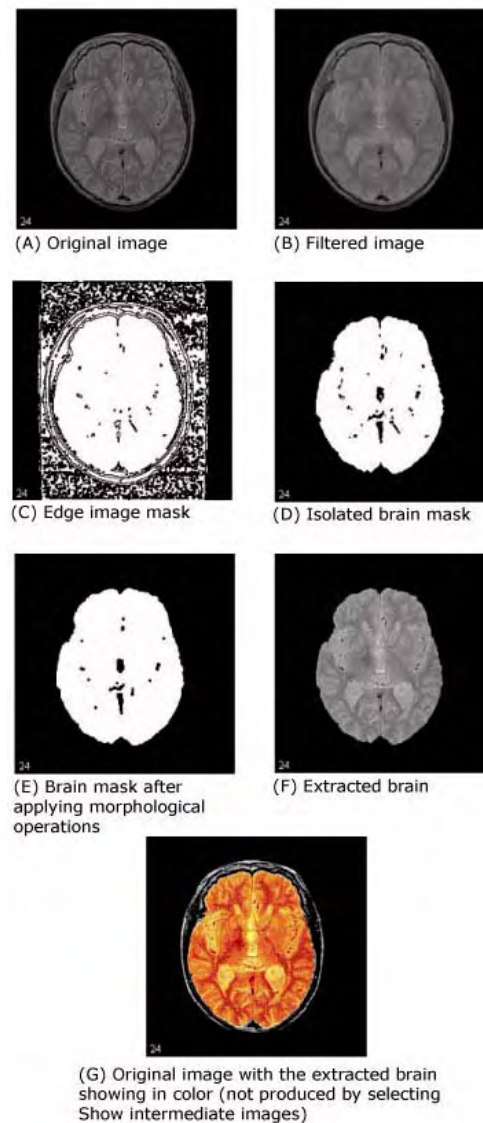 24
24
(A) Original image
(B) Filtered image
24
24
(C) Edge image mask
(D) Isolated brain mask
24
24
(E) Brain mask after
applying morphological
operations
(F) Extracted brain
24
(G) Original image with the extracted brain
showing in color (not produced by selecting
Show intermediate images)